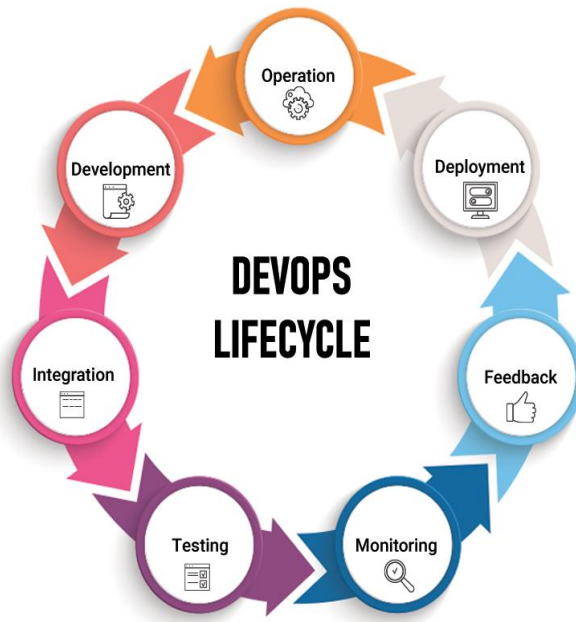 Operation
Development
Deployment
DEVOPS
LIFECYCLE
Integration
Feedback
Testing
Monitoring